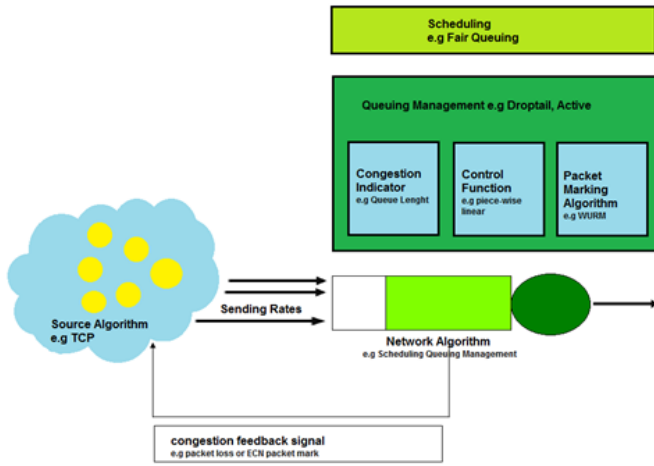 Scheduling
e.g Fair Queuing
Queuing Management e.g Droptail, Active
Congestion
Indicator
e.g Queue Lenght
Control
Function
e.g piece-wise
linear
Packet
Marking
Algorithm
e.g WURM
Source Algorithm
e.g TCP
Sending Rates
Network Algorithm
e.g Scheduling Queuing Management
congestion feedback signal
e.g packet loss or ECN packet mark